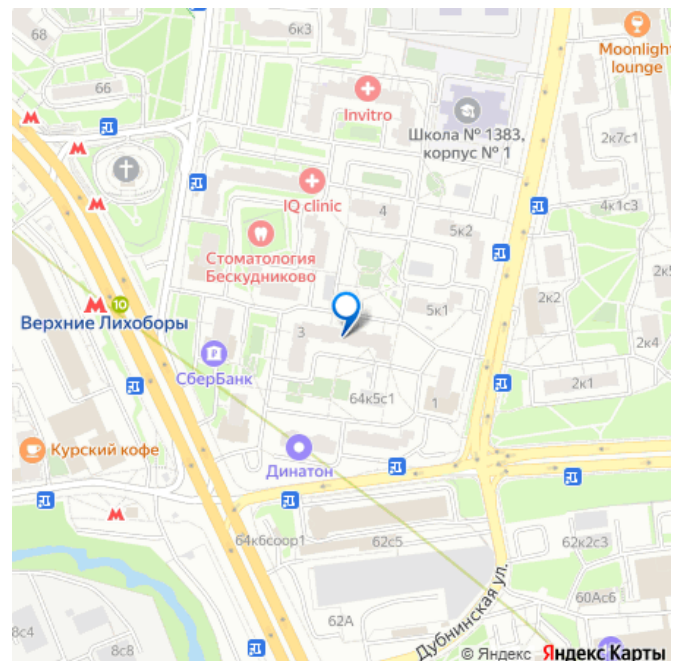 68
6к3
Moonlight
lounge
66
Invitro
Школа № 1383,
корпус № 1
2к7с1
IQ clinic
4
4к1с3
5к2
Стоматология
Бескудниково
2к5
10
Верхние Лихоборы
5к1
2к2
3
2к4
СберБанк
2к1
64к5с1
1
Курский кофе
Динатон
64к6соор1
62с5
62к2с3
60Ас6
62А
Дубнинская ул.
8с4
8с8
© Яндекс Яндекс Карты